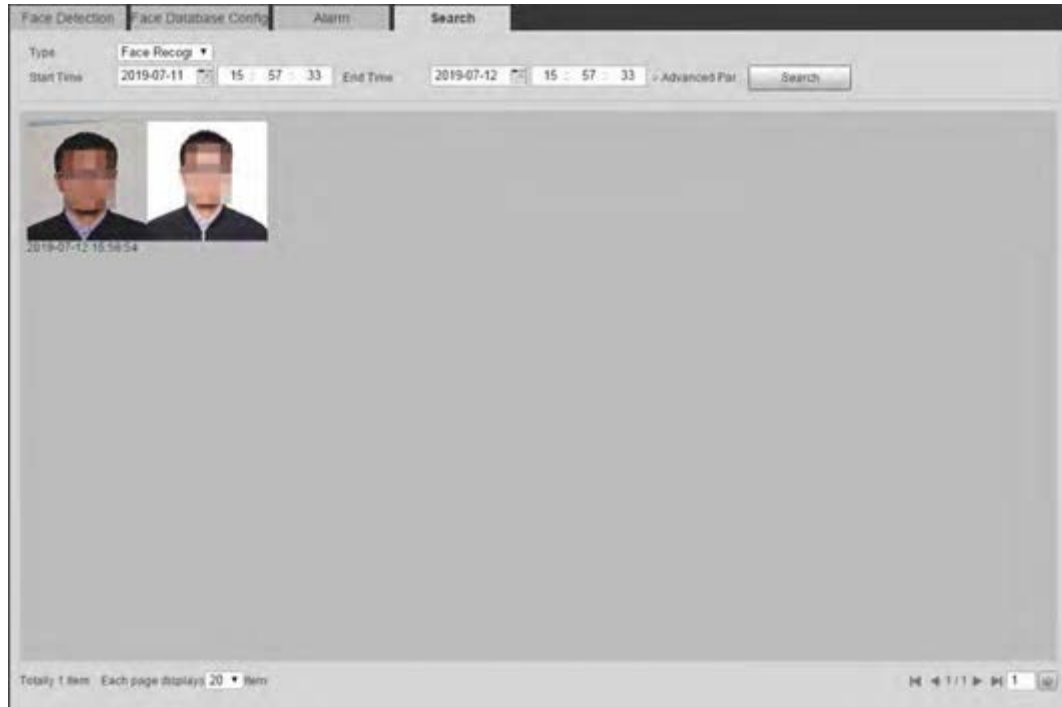 Face Detection Face Database Config Alarm Search
Type Face Recogi
Start Time 2019-07-11 15 : 57 : 33 End Time 2019-07-12 15 : 57 : 33 Advanced Par Search
2019-07-12 15:56:54
Totally 1 item Each page displays 20 item 1 / 1 1